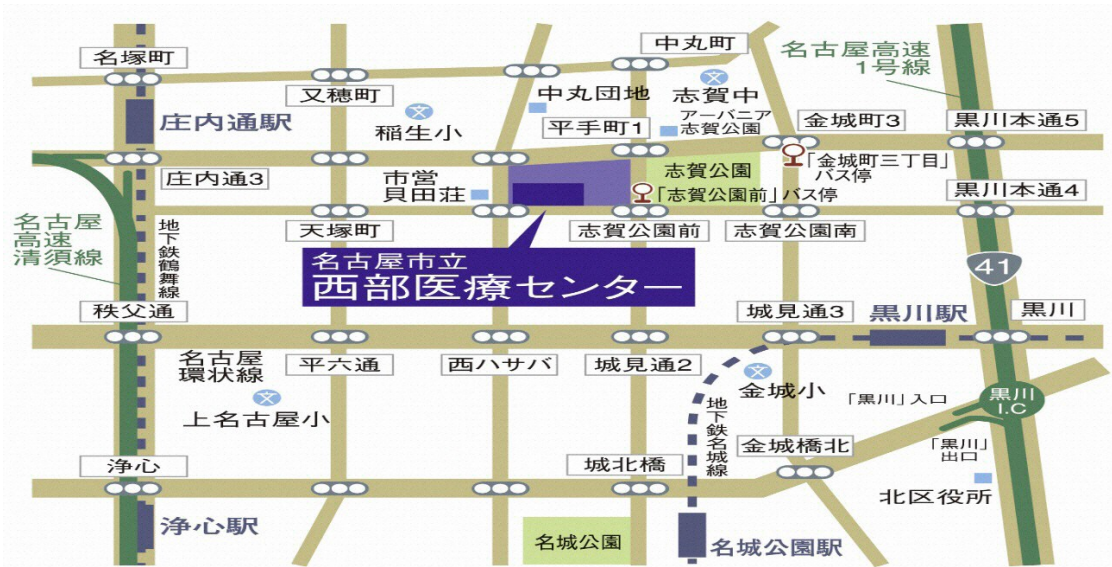 名塚町
中丸町
名古屋高速
1号線
又穂町
中丸団地
志賀中
庄内通駅
稲生小
平手町1
アーバニア
志賀公園
金城町3
黒川本通5
庄内通3
市営
貝田荘
志賀公園
「金城町三丁目」
バス停
「志賀公園前」バス停
黒川本通4
名古屋
高速
清須線
地下鉄鶴舞線
天塚町
志賀公園前
志賀公園南
名古屋市立
西部医療センター
41
秩父通
城見通3
黒川駅
黒川
名古屋
環状線
平六通
西ハサバ
城見通2
金城小
上名古屋小
地下鉄名城線
「黒川」入口
黒川
I.C
浄心
城北橋
金城橋北
「黒川」
出口
北区役所
浄心駅
名城公園
名城公園駅
文
文
文
文